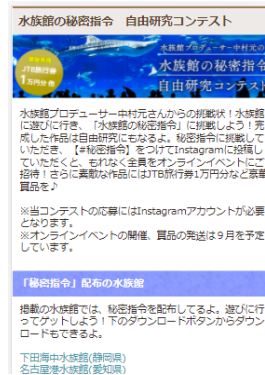 水族館の秘密指令　自由研究コンテスト
水族館プロデューサー中村元の
水族館の秘密指令
自由研究コンテスト
JTB旅行券
1万円分 他
水族館プロデューサー中村元さんからの挑戦状！水族館
に遊びに行き、「水族館の秘密指令」に挑戦しよう！完
成した作品は自由研究にもなるよ。秘密指令に挑戦して
いただき、【#秘密指令】をつけてInstagramに投稿し
ていただくと、もれなく全員をオンラインイベントにご
招待！さらに素敵な作品にはJTB旅行券1万円分など豪華
賞品を♪
※当コンテストの応募にはInstagramアカウントが必要
となります。
※オンラインイベントの開催、賞品の発送は９月を予定
しています。
「秘密指令」配布の水族館
掲載の水族館では、秘密指令を配布してるよ。遊びに行
ってゲットしよう！下のダウンロードボタンからダウン
ロードもできるよ。
下田海中水族館(静岡県)
名古屋港水族館(愛知県)